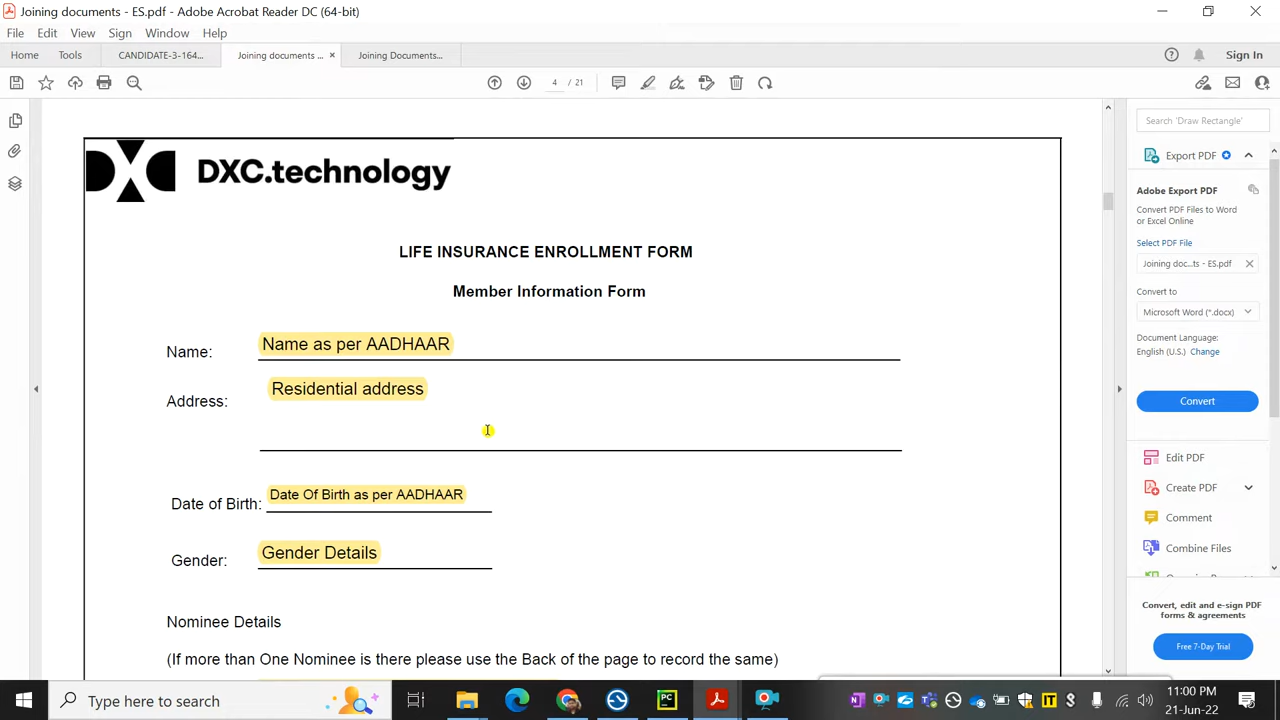 Joining documents - ES.pdf - Adobe Acrobat Reader DC (64-bit)
File Edit View Sign Window Help
Home Tools CANDIDATE-3-164... Joining documents ... × Joining Documents... Sign In
4 / 21
Search 'Draw Rectangle'
DXC.technology
LIFE INSURANCE ENROLLMENT FORM
Member Information Form
Name: Name as per AADHAAR
Address: Residential address
Date of Birth: Date Of Birth as per AADHAAR
Gender: Gender Details
Nominee Details
(If more than One Nominee is there please use the Back of the page to record the same)
Export PDF
Adobe Export PDF
Convert PDF Files to Word
or Excel Online
Select PDF File
Joining doc...ts - ES.pdf
Convert to
Microsoft Word (*.docx)
Document Language:
English (U.S.) Change
Convert
Edit PDF
Create PDF
Comment
Combine Files
Convert, edit and e-sign PDF
forms & agreements
Free 7-Day Trial
Type here to search
11:00 PM
21-Jun-22